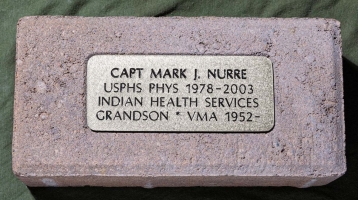 CAPT MARK J. NURRE
USPHS PHYS 1978-2003
INDIAN HEALTH SERVICES
GRANDSON * VMA 1952-